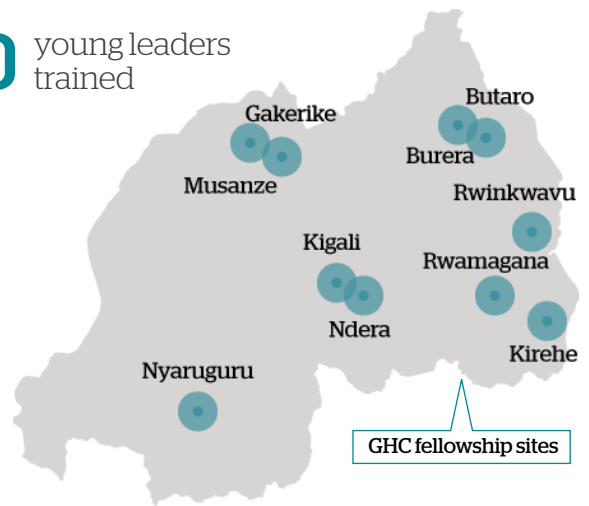 young leaders
trained
Gakerike
Musanze
Butaro
Burera
Rwinkwavu
Kigali
Ndera
Rwamagana
Kirehe
Nyaruguru
GHC fellowship sites